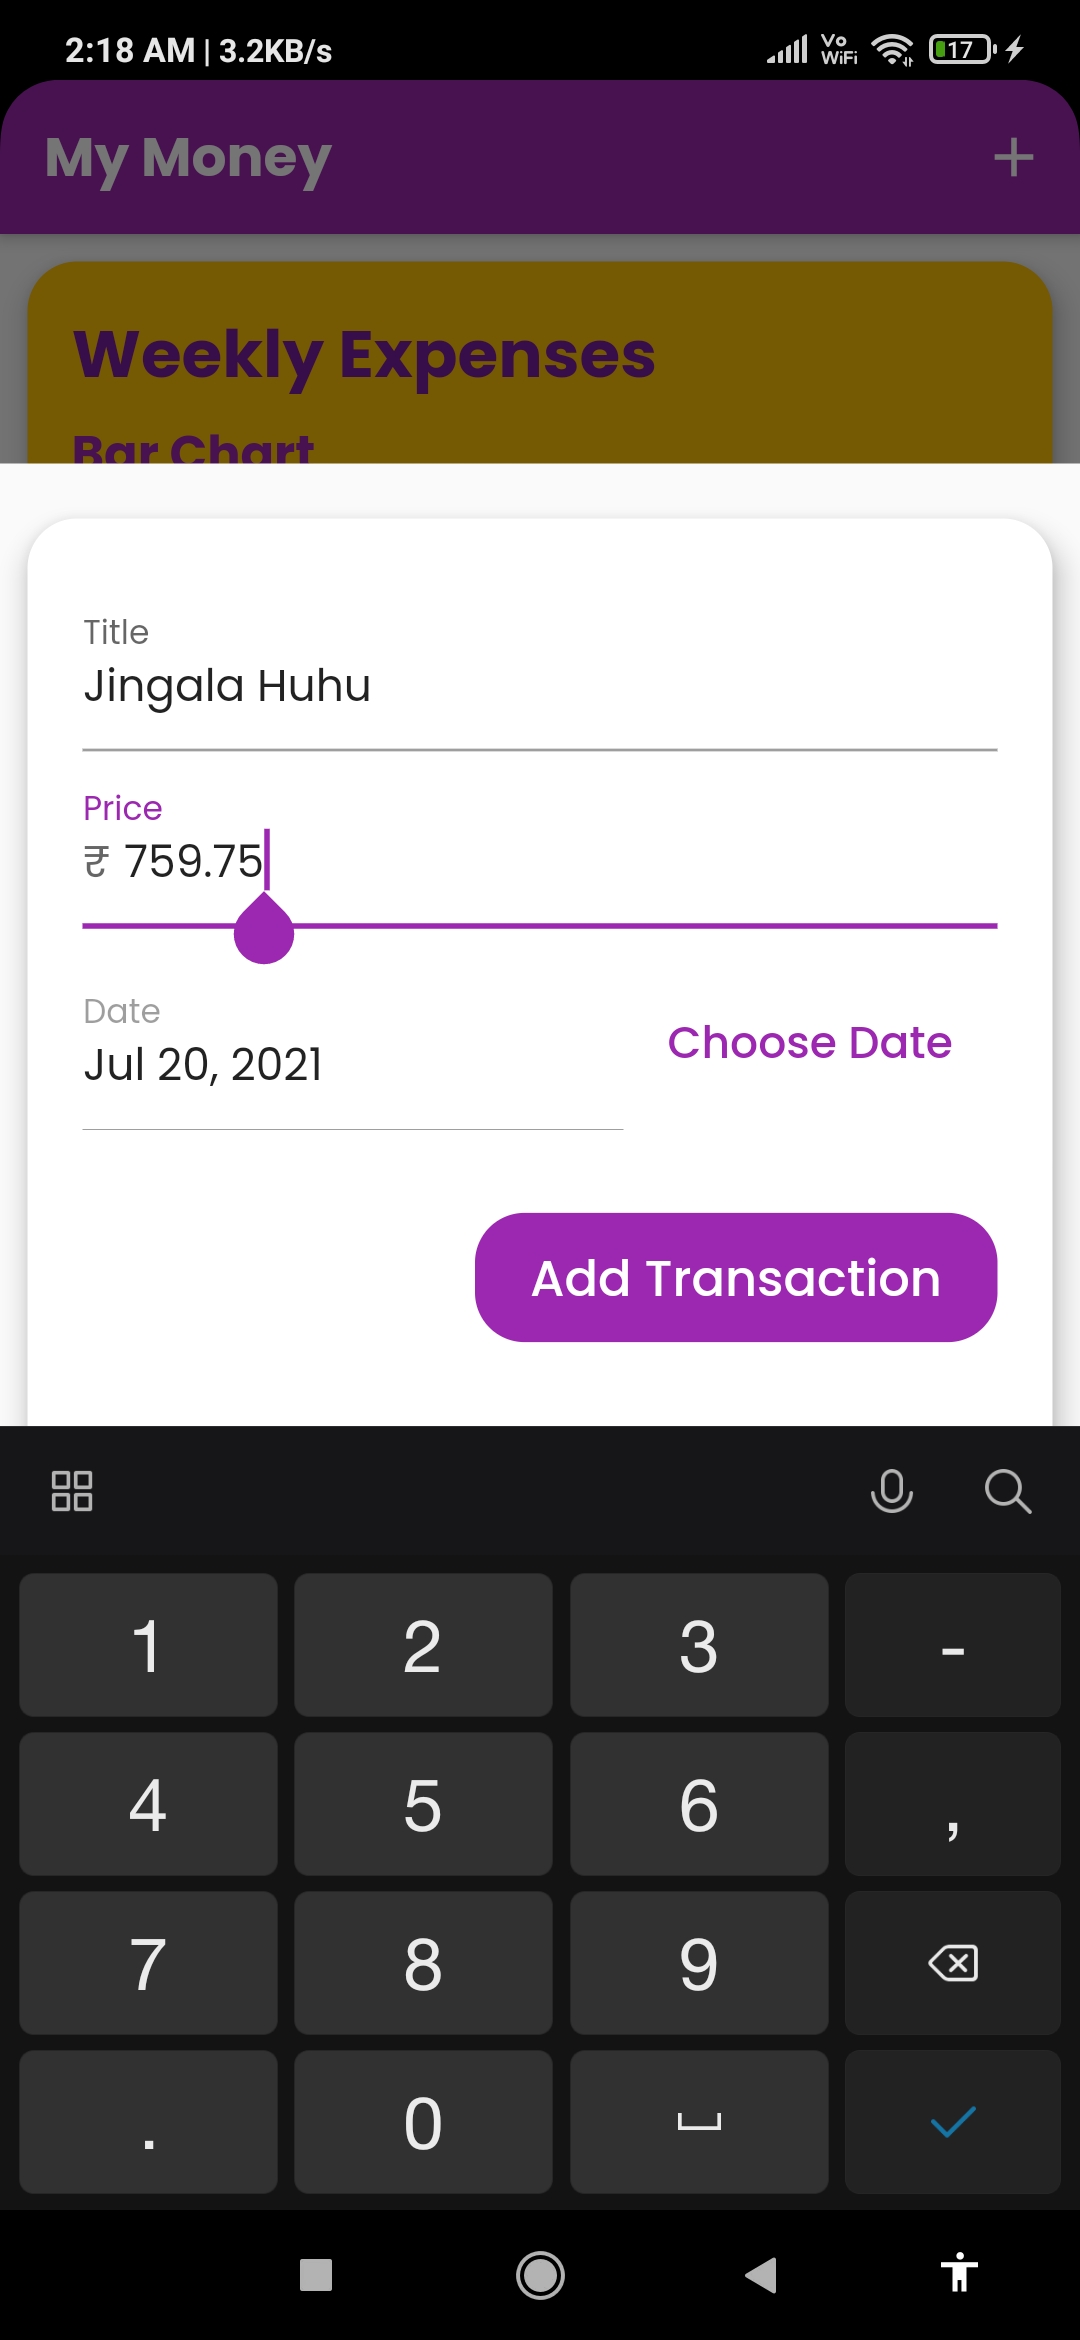 2:18 AM | 3.2KB/s Vo WiFi 17
My Money +
Weekly Expenses
Bar Chart
Title
Jingala Huhu
Price
₹ 759.75
Date
Jul 20, 2021
Choose Date
Add Transaction
1 2 3 -
4 5 6 ,
7 8 9
. 0